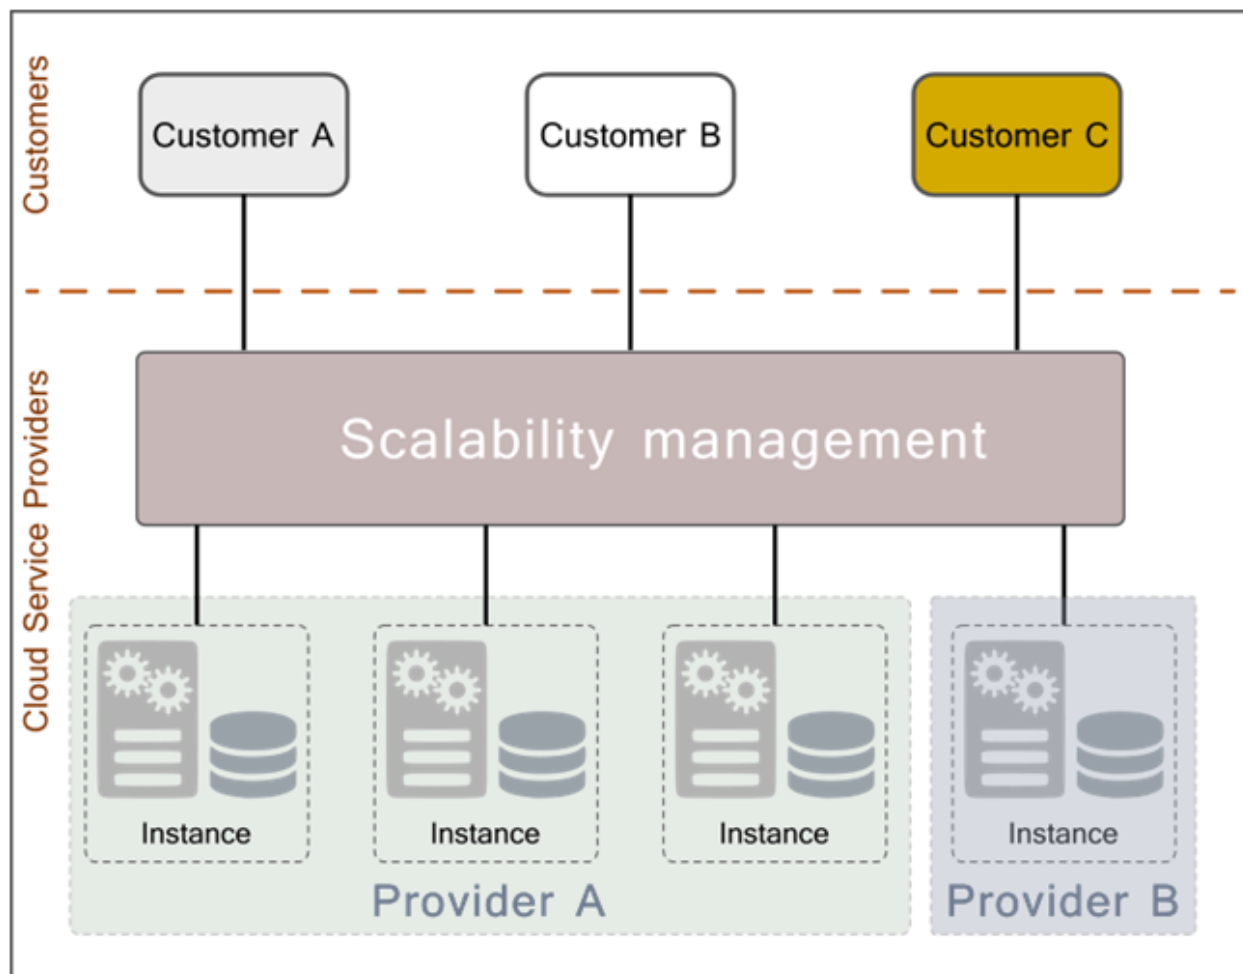 Customers
Customer A
Customer B
Customer C
Cloud Service Providers
Scalability management
Instance
Instance
Instance
Instance
Provider A
Provider B